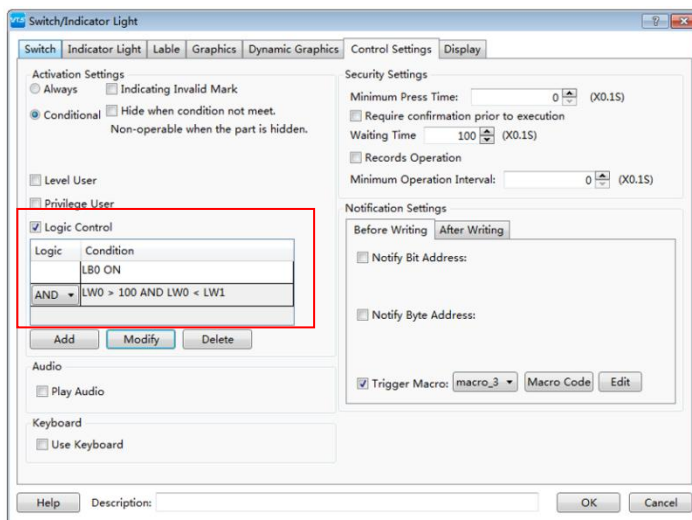 VTS Switch/Indicator Light
Switch Indicator Light Lable Graphics Dynamic Graphics Control Settings Display
Activation Settings
Always Indicating Invalid Mark
Conditional Hide when condition not meet.
Non-operable when the part is hidden.
Level User
Privilege User
Logic Control
Logic Condition
LB0 ON
AND LW0 > 100 AND LW0 < LW1
Add Modify Delete
Audio
Play Audio
Keyboard
Use Keyboard
Security Settings
Minimum Press Time: 0 (X0.1S)
Require confirmation prior to execution
Waiting Time 100 (X0.1S)
Records Operation
Minimum Operation Interval: 0 (X0.1S)
Notification Settings
Before Writing After Writing
Notify Bit Address:
Notify Byte Address:
Trigger Macro: macro_3 Macro Code Edit
Help Description: OK Cancel